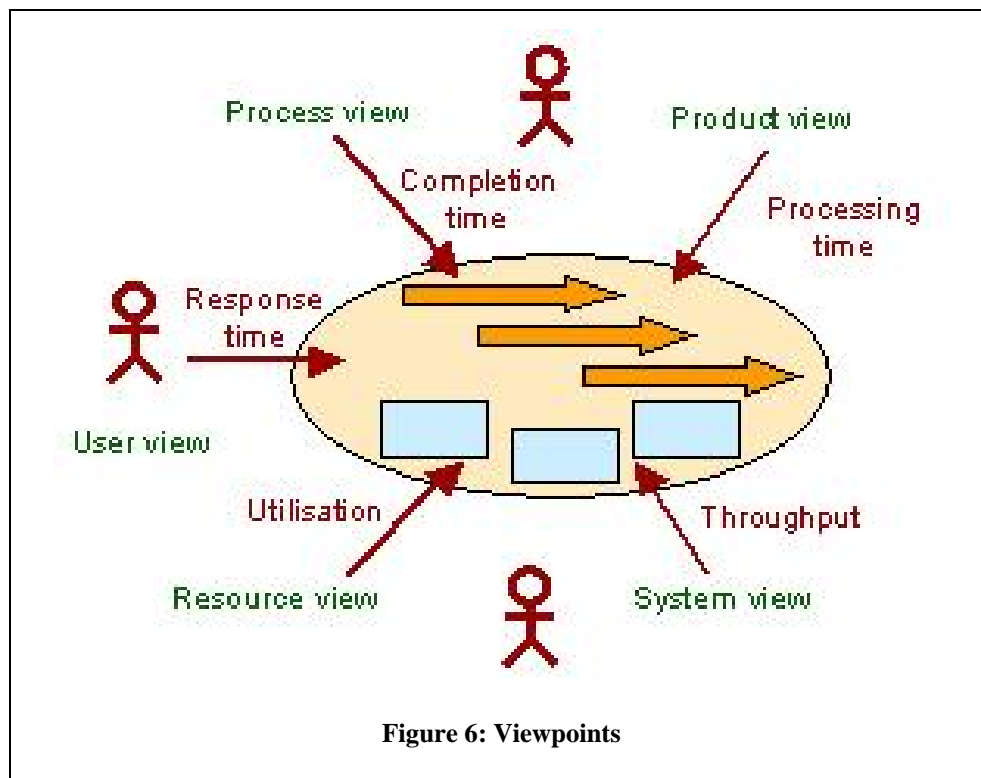 Process view
Product view
Completion
time
Processing
time
Response
time
User view
Utilisation
Throughput
Resource view
System view
Figure 6: Viewpoints